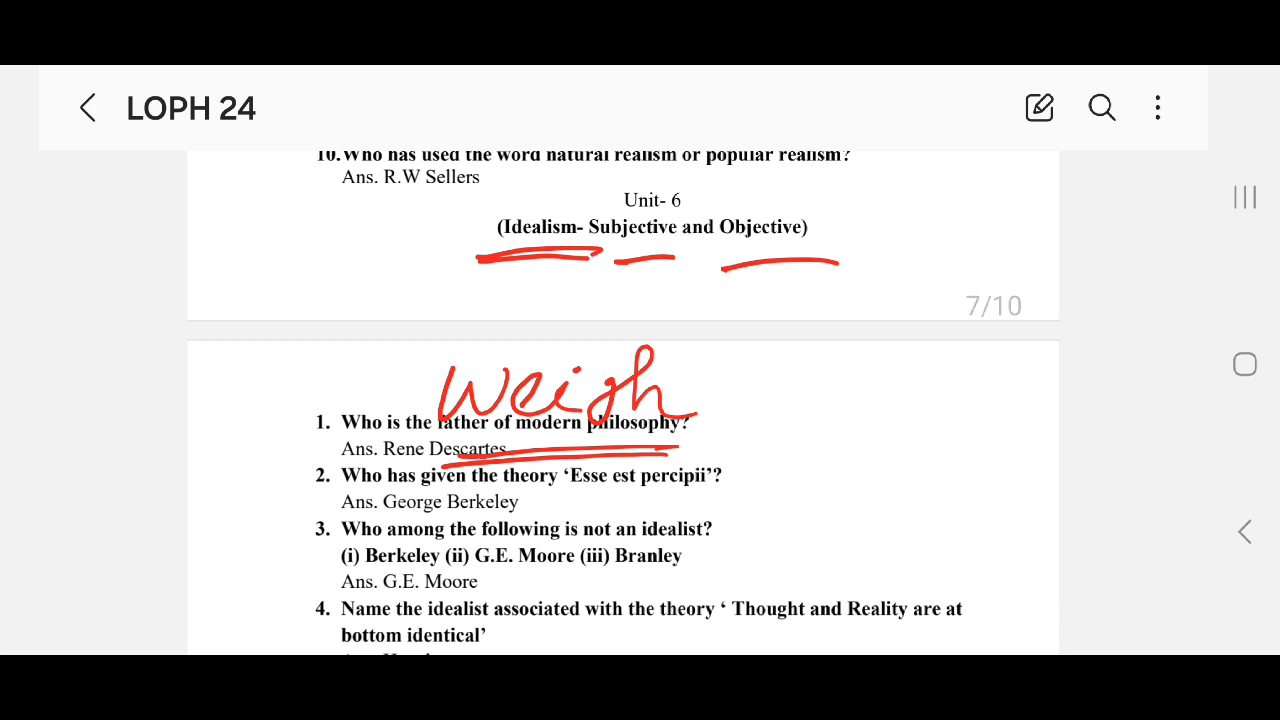 LOPH 24
10. Who has used the word natural realism or popular realism?
Ans. R.W Sellers
Unit- 6
(Idealism- Subjective and Objective)
7/10
weigh
1. Who is the father of modern philosophy?
Ans. Rene Descartes
2. Who has given the theory ‘Esse est percipii’?
Ans. George Berkeley
3. Who among the following is not an idealist?
(i) Berkeley (ii) G.E. Moore (iii) Branley
Ans. G.E. Moore
4. Name the idealist associated with the theory ‘ Thought and Reality are at
bottom identical’